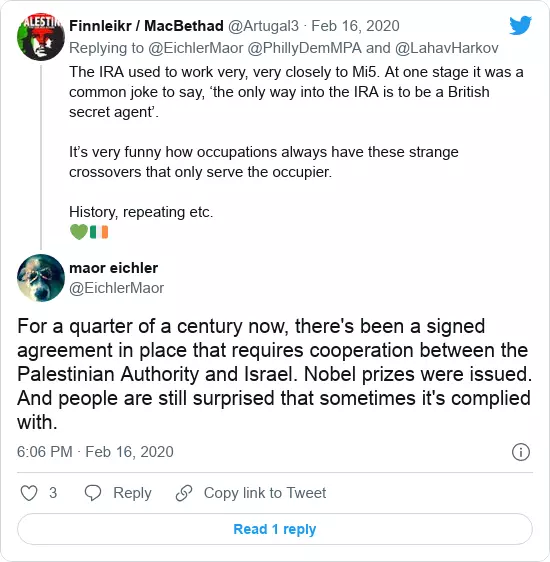 Finnleikr / MacBethad @Artugal3 · Feb 16, 2020
Replying to @EichlerMaor @PhillyDemMPA and @LahavHarkov
The IRA used to work very, very closely to Mi5. At one stage it was a
common joke to say, ‘the only way into the IRA is to be a British
secret agent’.
It’s very funny how occupations always have these strange
crossovers that only serve the occupier.
History, repeating etc.
💚🇮🇪
maor eichler
@EichlerMaor
For a quarter of a century now, there's been a signed
agreement in place that requires cooperation between the
Palestinian Authority and Israel. Nobel prizes were issued.
And people are still surprised that sometimes it's complied
with.
6:06 PM · Feb 16, 2020
3 Reply Copy link to Tweet
Read 1 reply